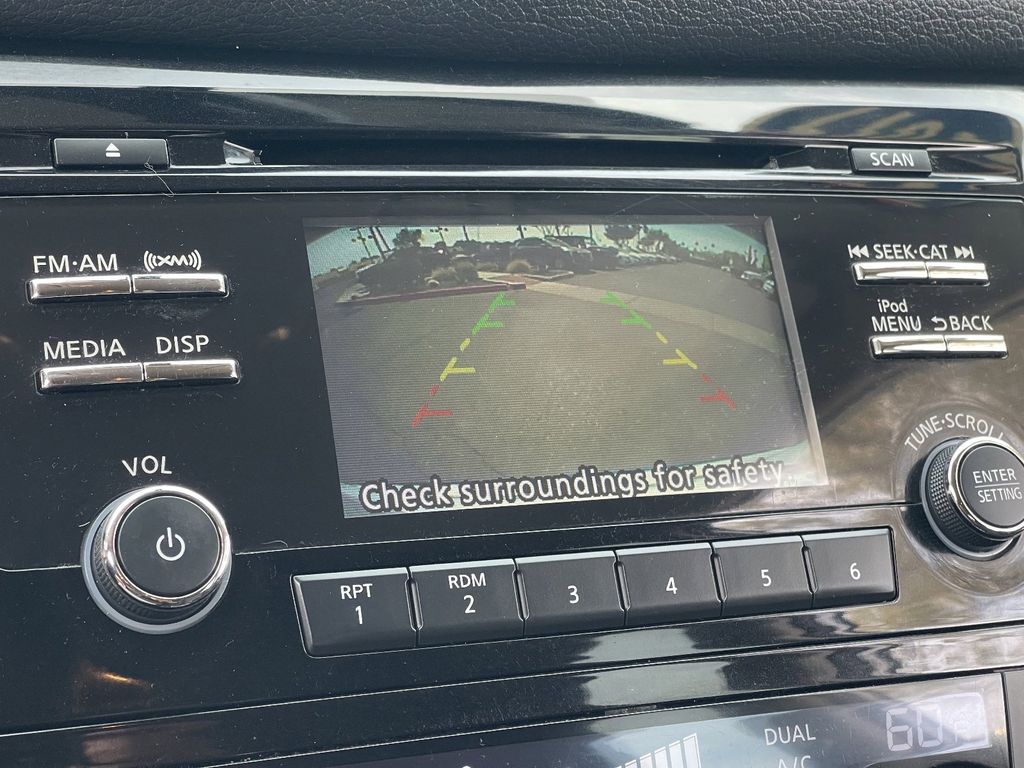 SCAN
FM·AM
XM
SEEK·CAT
iPod
MENU
BACK
MEDIA
DISP
TUNE·SCROLL
VOL
ENTER
SETTING
Check surroundings for safety.
RPT
1
RDM
2
3
4
5
6
DUAL
60
A/C